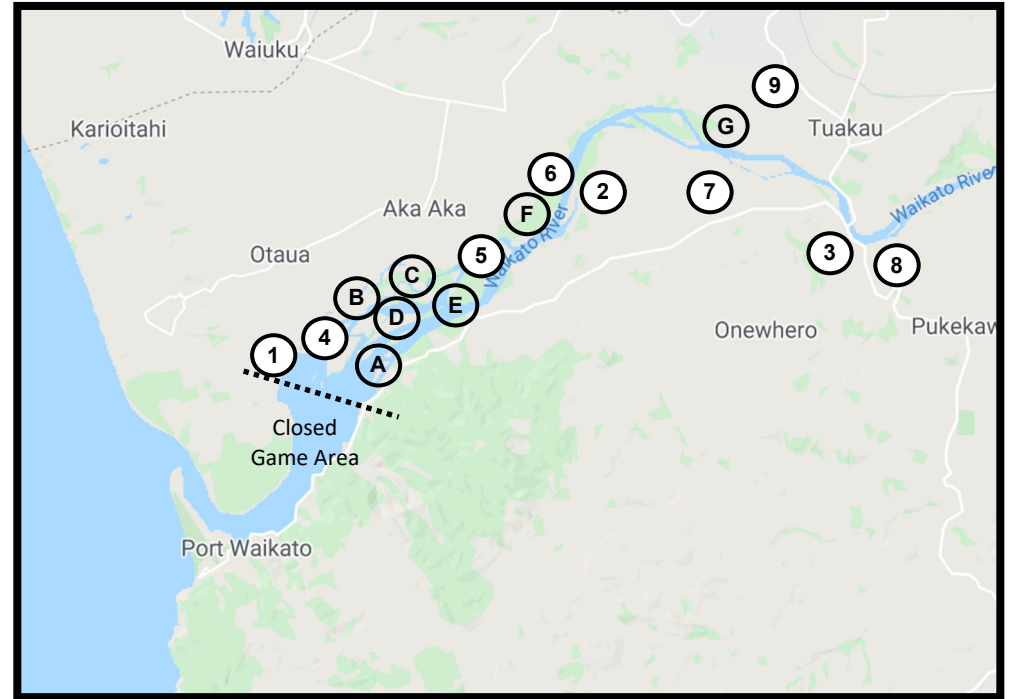 Waiuku
9
Karioitahi
G
Tuakau
6
2
7
Waikato River
Aka Aka
F
Waikato River
Otaua
5
3
8
C
B
E
D
Onewhero
Pukekaw
4
1
A
Closed
Game Area
Port Waikato